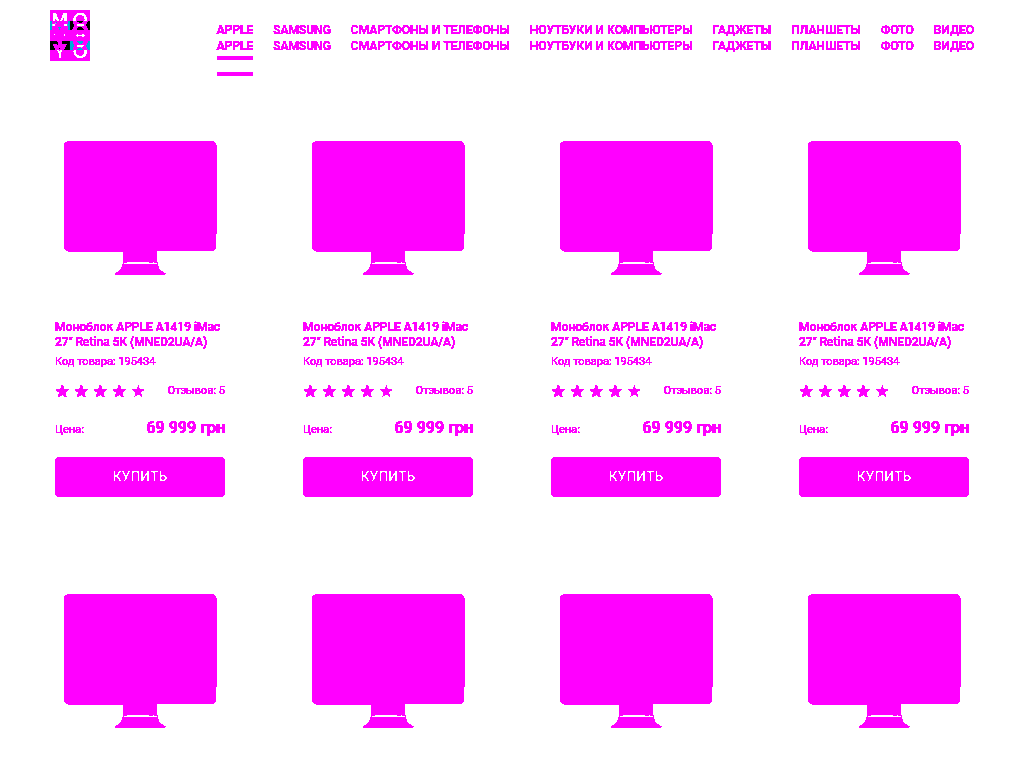 APPLE SAMSUNG СМАРТФОНЫ И ТЕЛЕФОНЫ НОУТБУКИ И КОМПЬЮТЕРЫ ГАДЖЕТЫ ПЛАНШЕТЫ ФОТО ВИДЕО
APPLE SAMSUNG СМАРТФОНЫ И ТЕЛЕФОНЫ НОУТБУКИ И КОМПЬЮТЕРЫ ГАДЖЕТЫ ПЛАНШЕТЫ ФОТО ВИДЕО
Моноблок APPLE A1419 iMac
27" Retina 5K (MNED2UA/A)
Код товара: 195434
Отзывов: 5
Цена: 69 999 грн
КУПИТЬ
Моноблок APPLE A1419 iMac
27" Retina 5K (MNED2UA/A)
Код товара: 195434
Отзывов: 5
Цена: 69 999 грн
КУПИТЬ
Моноблок APPLE A1419 iMac
27" Retina 5K (MNED2UA/A)
Код товара: 195434
Отзывов: 5
Цена: 69 999 грн
КУПИТЬ
Моноблок APPLE A1419 iMac
27" Retina 5K (MNED2UA/A)
Код товара: 195434
Отзывов: 5
Цена: 69 999 грн
КУПИТЬ